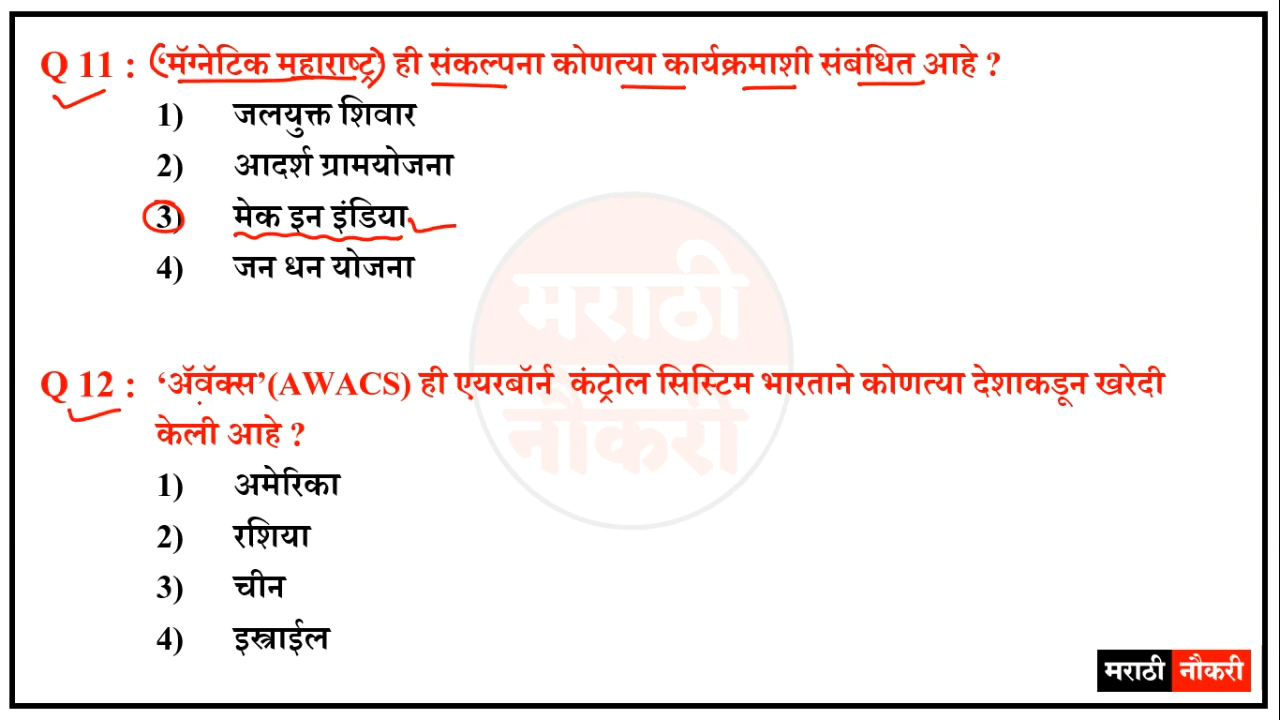 Q 11 : ‘मॅग्नेटिक महाराष्ट्र’ ही संकल्पना कोणत्या कार्यक्रमाशी संबंधित आहे ?
1) जलयुक्त शिवार
2) आदर्श ग्रामयोजना
3) मेक इन इंडिया
4) जन धन योजना
मराठी
नौकरी
Q 12 : ‘ॲवॅक्स’(AWACS) ही एयरबॉर्न कंट्रोल सिस्टिम भारताने कोणत्या देशाकडून खरेदी
केली आहे ?
1) अमेरिका
2) रशिया
3) चीन
4) इस्त्राईल
मराठी नौकरी